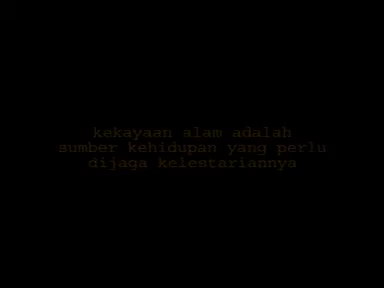 kekayaan alam adalah
sumber kehidupan yang perlu
dijaga kelestariannya